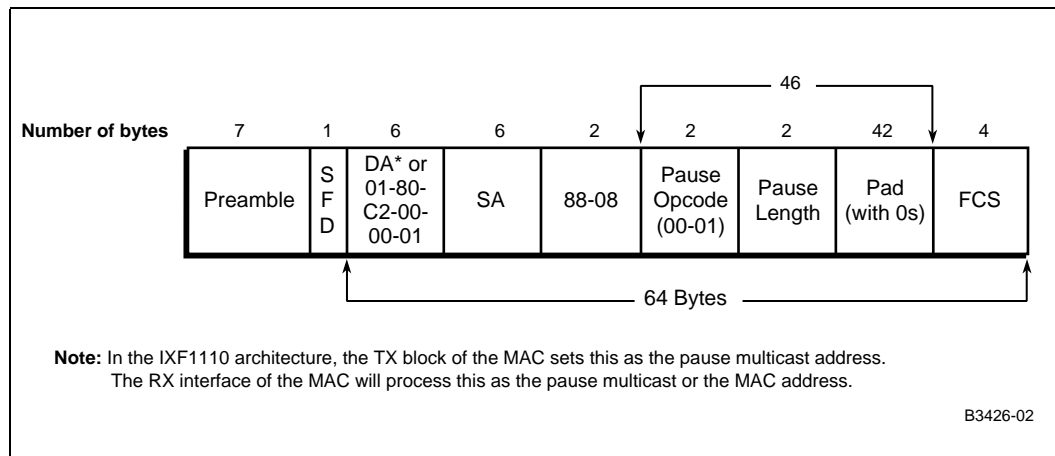 46
Number of bytes 7 1 6 6 2 2 2 42 4
Preamble
S
F
D
DA* or
01-80-
C2-00-
00-01
SA
88-08
Pause
Opcode
(00-01)
Pause
Length
Pad
(with 0s)
FCS
64 Bytes
Note: In the IXF1110 architecture, the TX block of the MAC sets this as the pause multicast address.
The RX interface of the MAC will process this as the pause multicast or the MAC address.
B3426-02